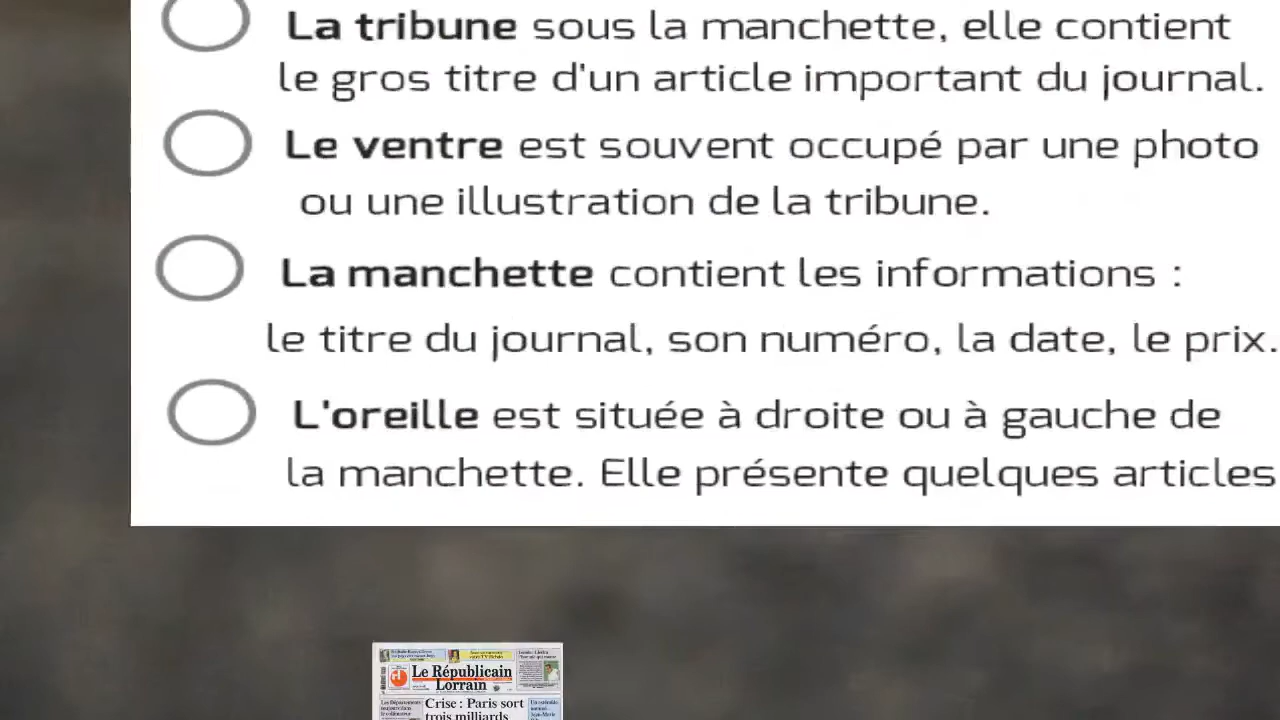 La tribune sous la manchette, elle contient
le gros titre d'un article important du journal.
Le ventre est souvent occupé par une photo
ou une illustration de la tribune.
La manchette contient les informations :
le titre du journal, son numéro, la date, le prix.
L'oreille est située à droite ou à gauche de
la manchette. Elle présente quelques articles
Le Républicain
Lorrain
Crise : Paris sort
trois milliards